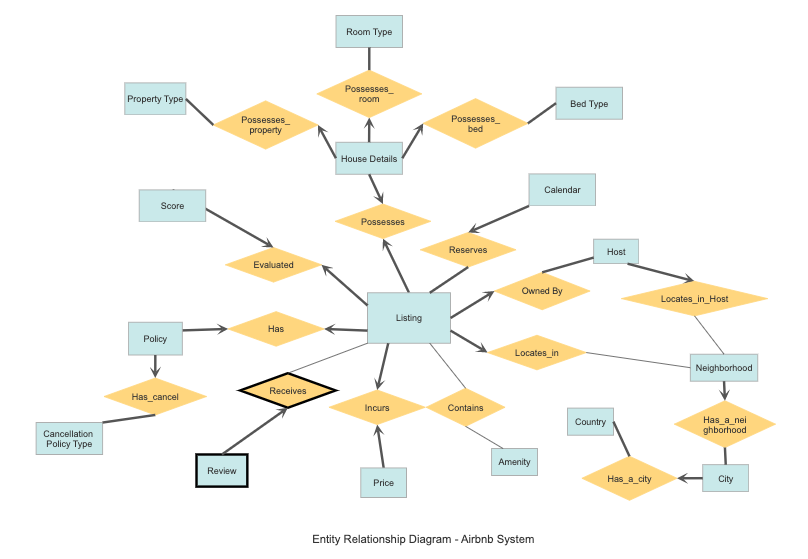 Room Type
Property Type
Possesses_
room
Bed Type
Possesses_
property
Possesses_
bed
House Details
Calendar
Score
Possesses
Reserves
Host
Evaluated
Owned By
Locates_in_Host
Listing
Has
Policy
Locates_in
Neighborhood
Receives
Has_cancel
Incurs
Contains
Has_a_nei
ghborhood
Country
Cancellation
Policy Type
Amenity
Review
Price
Has_a_city
City
Entity Relationship Diagram - Airbnb System